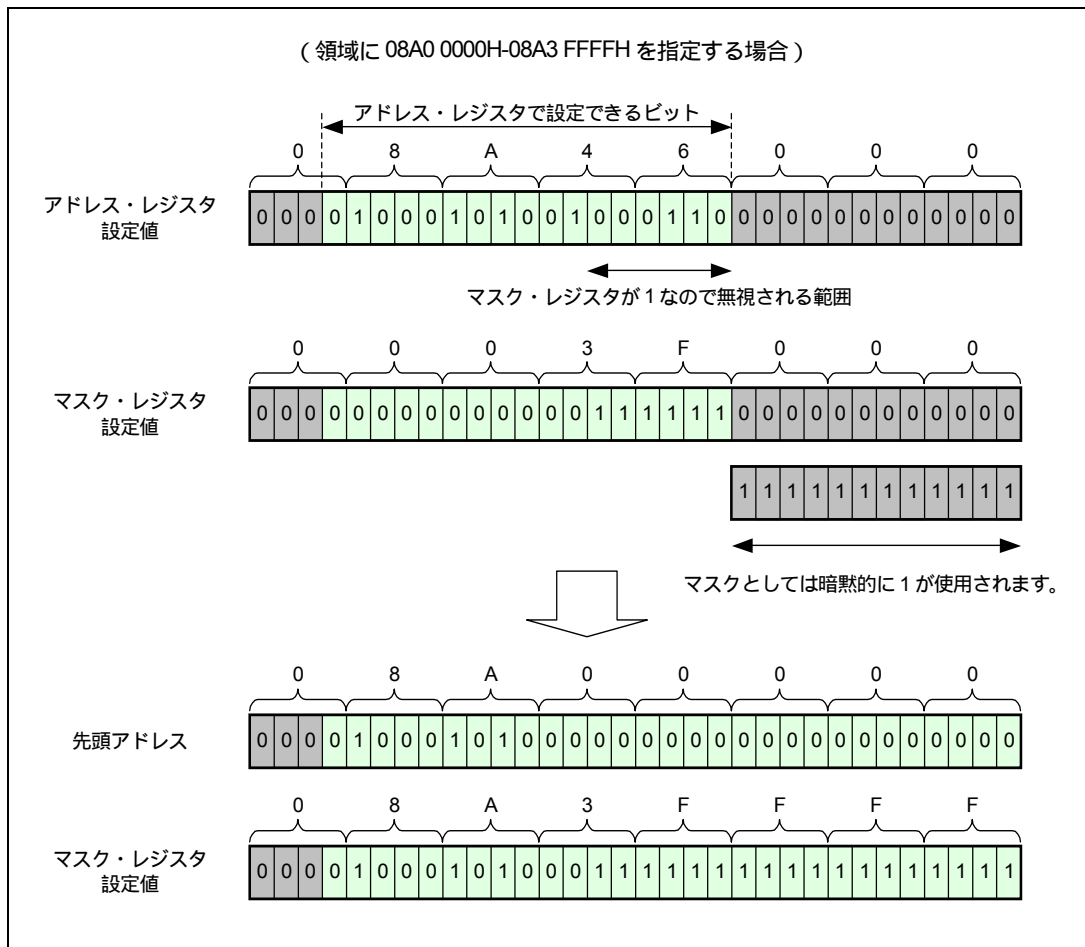 （領域に 08A0 0000H-08A3 FFFFH を指定する場合）
アドレス・レジスタで設定できるビット
0 8 A 4 6 0 0 0
アドレス・レジスタ
設定値
0 0 0 0 1 0 0 0 1 0 1 0 0 1 0 0 0 1 1 0 0 0 0 0 0 0 0 0 0 0 0 0
マスク・レジスタが 1 なので無視される範囲
0 0 0 3 F 0 0 0
マスク・レジスタ
設定値
0 0 0 0 0 0 0 0 0 0 0 0 0 0 1 1 1 1 1 1 0 0 0 0 0 0 0 0 0 0 0 0
1 1 1 1 1 1 1 1 1 1 1 1
マスクとしては暗黙的に 1 が使用されます。
0 8 A 0 0 0 0 0
先頭アドレス
0 0 0 0 1 0 0 0 1 0 1 0 0 0 0 0 0 0 0 0 0 0 0 0 0 0 0 0 0 0 0 0
0 8 A 3 F F F F
マスク・レジスタ
設定値
0 0 0 0 1 0 0 0 1 0 1 0 0 0 1 1 1 1 1 1 1 1 1 1 1 1 1 1 1 1 1 1